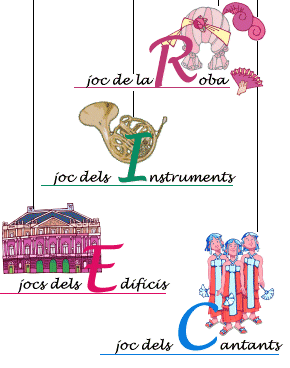 joc de la Roba
joc dels Instruments
jocs dels Edificis
joc dels Cantants